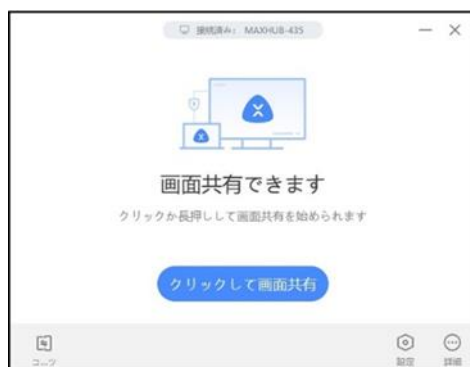 接続済み: MAXHUB-435
画面共有できます
クリックか長押しして画面共有を始められます
クリックして画面共有
設定
詳細